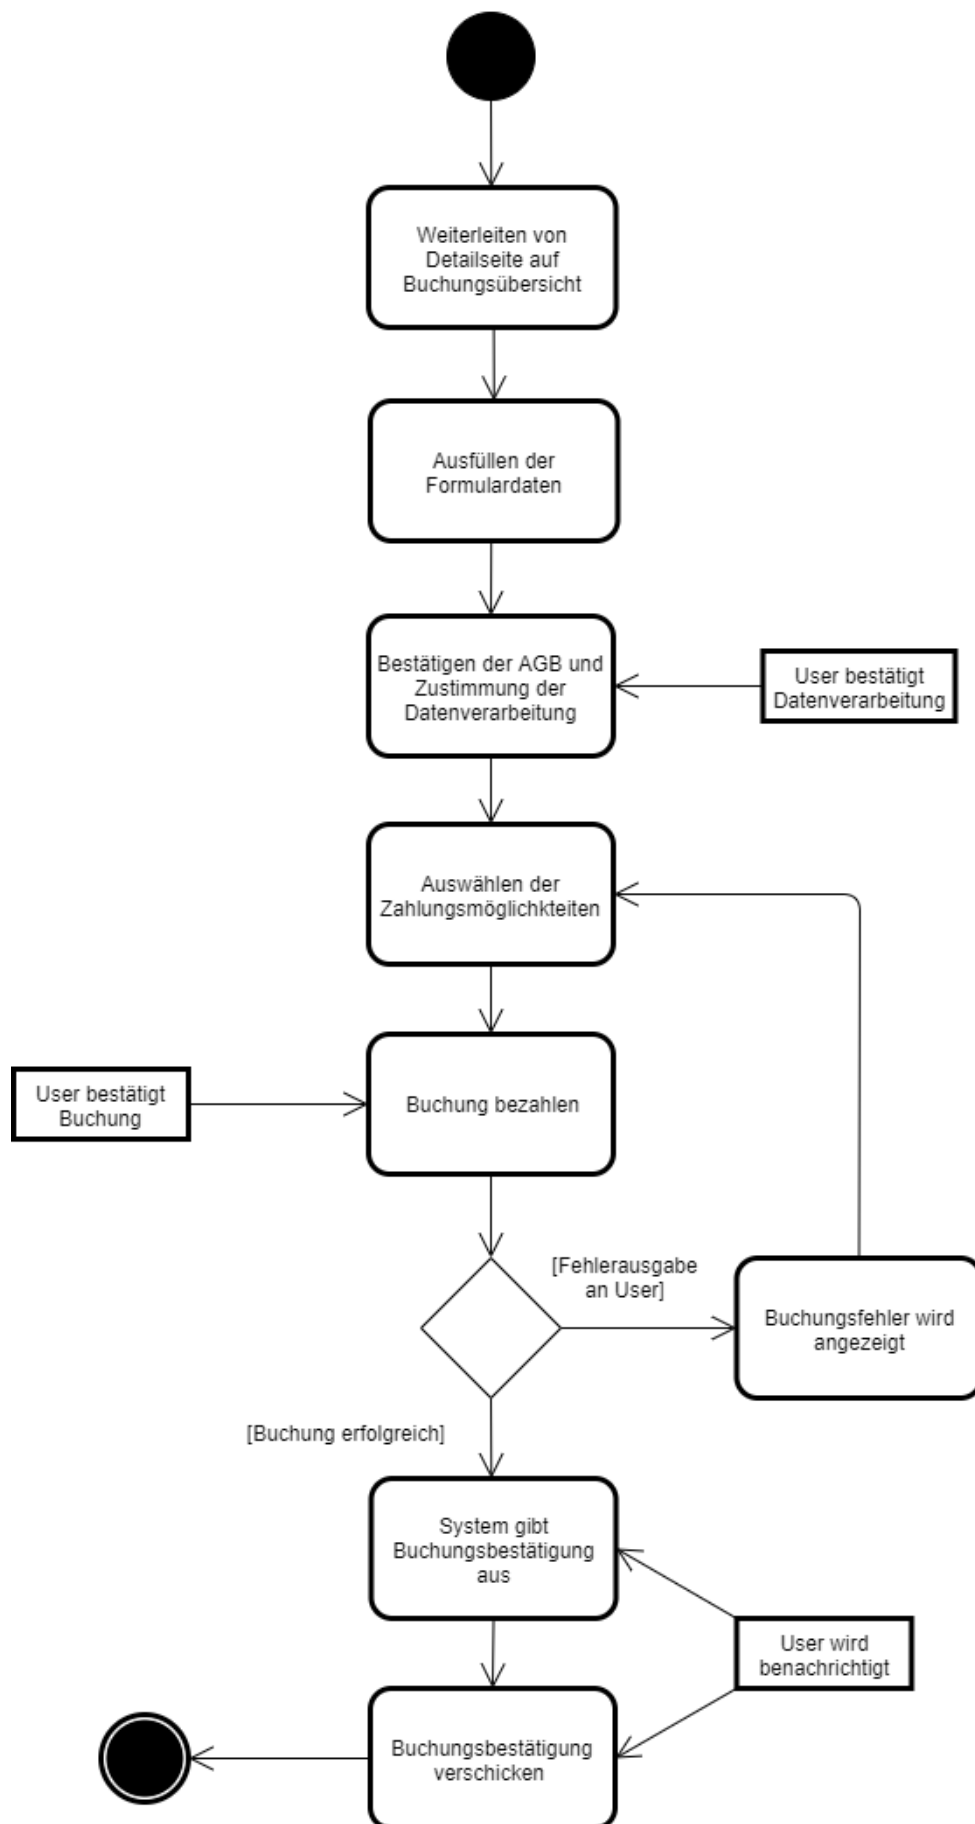 Weiterleiten von
Detailseite auf
Buchungsübersicht
Ausfüllen der
Formulardaten
Bestätigen der AGB und
Zustimmung der
Datenverarbeitung
User bestätigt
Datenverarbeitung
Auswählen der
Zahlungsmöglichkteiten
User bestätigt
Buchung
Buchung bezahlen
[Fehlerausgabe
an User]
Buchungsfehler wird
angezeigt
[Buchung erfolgreich]
System gibt
Buchungsbestätigung
aus
User wird
benachrichtigt
Buchungsbestätigung
verschicken